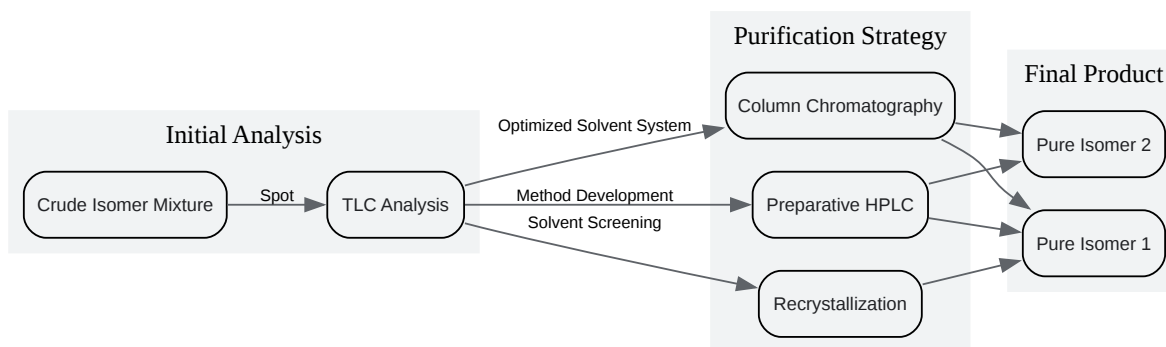 Initial Analysis
Crude Isomer Mixture
Spot
TLC Analysis
Optimized Solvent System
Method Development
Solvent Screening
Purification Strategy
Column Chromatography
Preparative HPLC
Recrystallization
Final Product
Pure Isomer 2
Pure Isomer 1